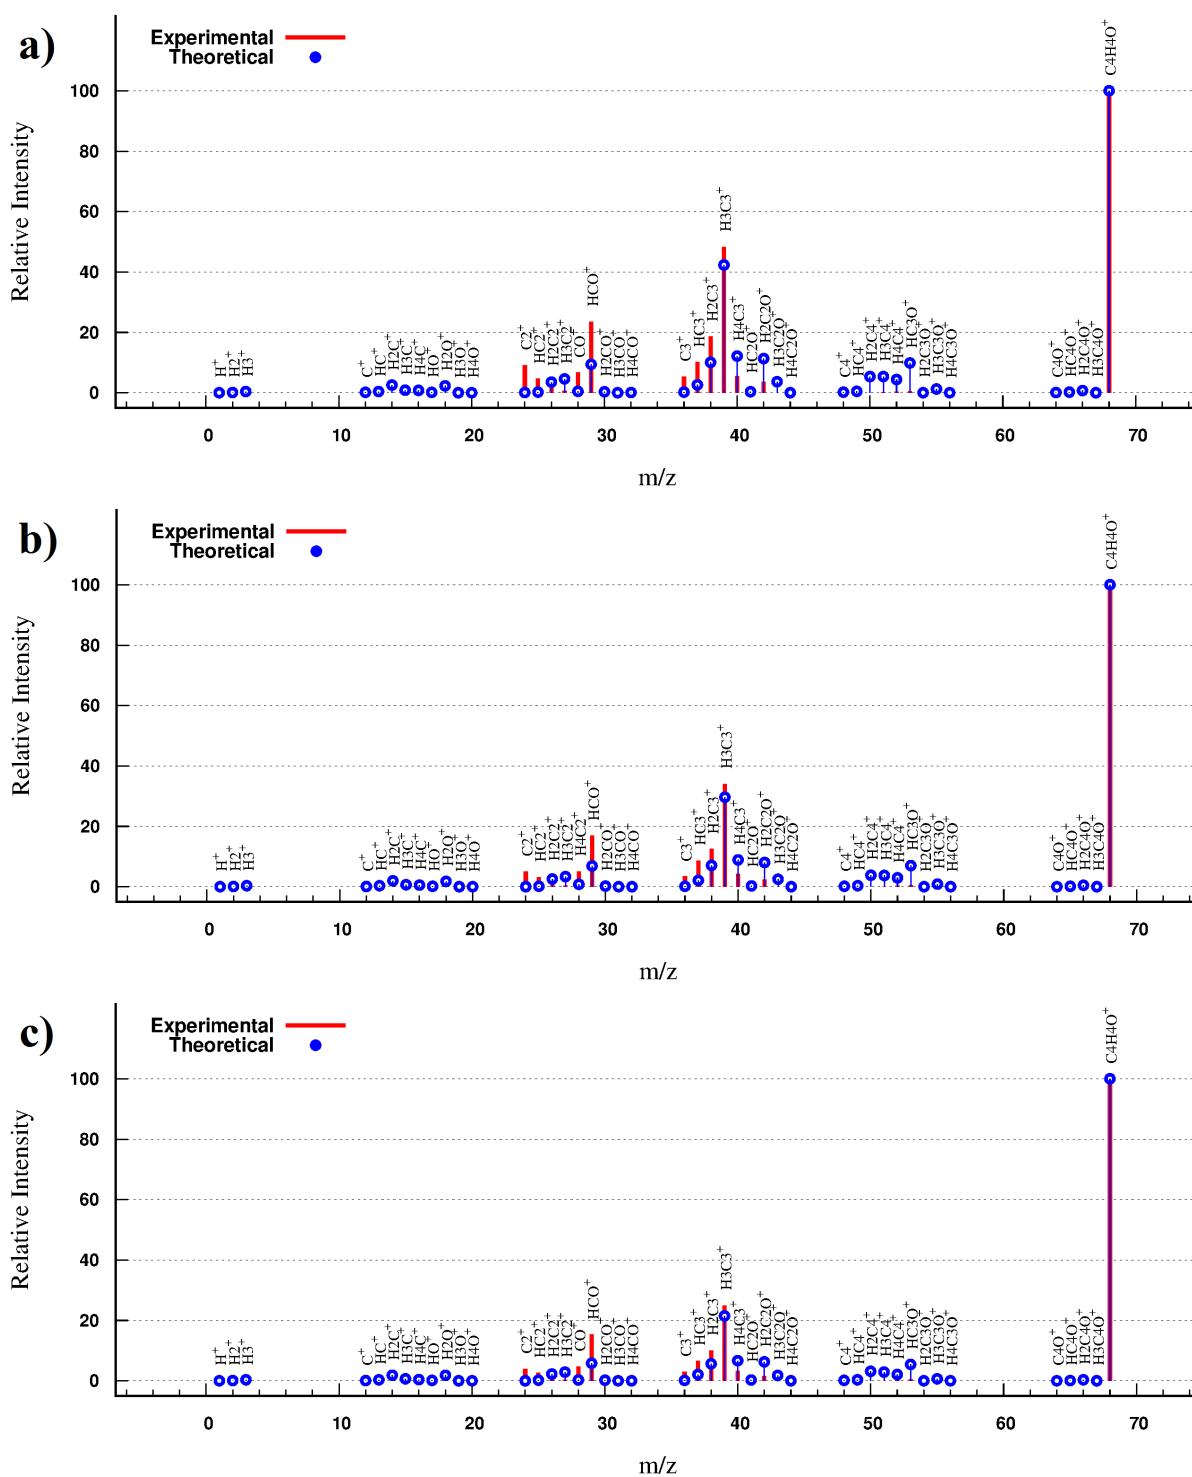 a)
Experimental
Theoretical
Relative Intensity
100
80
60
40
20
0
H+ H2+ H3+ C+ HC+ H2C+ H3C+ H4C+ HO+ H2O+ H3O+ H4O+ C2+ HC2+ H2C2+ H3C2+ CO+ HCO+ H2CO+ H3CO+ H4CO+ C3+ HC3+ H2C3+ H3C3+ H4C3+ HC2O+ H2C2O+ H3C2O+ H4C2O+ C4+ HC4+ H2C4+ H3C4+ H4C4+ HC3O+ H2C3O+ H3C3O+ H4C3O+ C4O+ HC4O+ H2C4O+ H3C4O+ C4H4O+
0 10 20 30 40 50 60 70
m/z
b)
Experimental
Theoretical
Relative Intensity
100
80
60
40
20
0
H+ H2+ H3+ C+ HC+ H2C+ H3C+ H4C+ HO+ H2O+ H3O+ H4O+ C2+ HC2+ H2C2+ H3C2+ H4C2+ HCO+ H2CO+ H3CO+ H4CO+ C3+ HC3+ H2C3+ H3C3+ H4C3+ HC2O+ H2C2O+ H3C2O+ H4C2O+ C4+ HC4+ H2C4+ H3C4+ H4C4+ HC3O+ H2C3O+ H3C3O+ H4C3O+ C4O+ HC4O+ H2C4O+ H3C4O+ C4H4O+
0 10 20 30 40 50 60 70
m/z
c)
Experimental
Theoretical
Relative Intensity
100
80
60
40
20
0
H+ H2+ H3+ C+ HC+ H2C+ H3C+ H4C+ HO+ H2O+ H3O+ H4O+ C2+ HC2+ H2C2+ H3C2+ CO+ HCO+ H2CO+ H3CO+ H4CO+ C3+ HC3+ H2C3+ H3C3+ H4C3+ HC2O+ H2C2O+ H3C2O+ H4C2O+ C4+ HC4+ H2C4+ H3C4+ H4C4+ HC3O+ H2C3O+ H3C3O+ H4C3O+ C4O+ HC4O+ H2C4O+ H3C4O+ C4H4O+
0 10 20 30 40 50 60 70
m/z